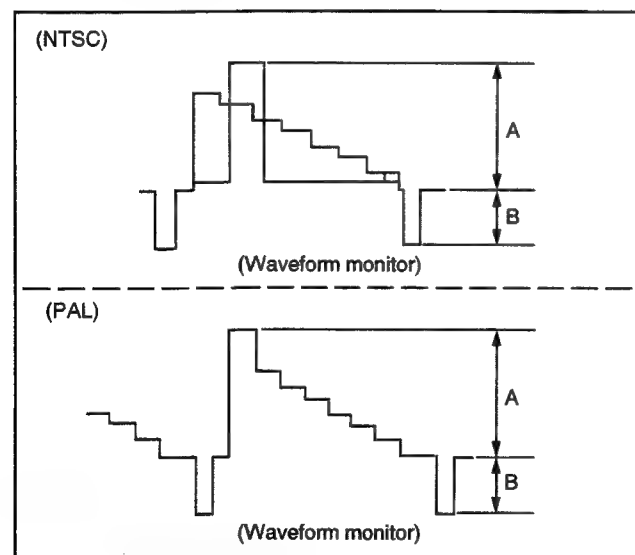 (NTSC)
A
B
(Waveform monitor)
(PAL)
A
B
(Waveform monitor)